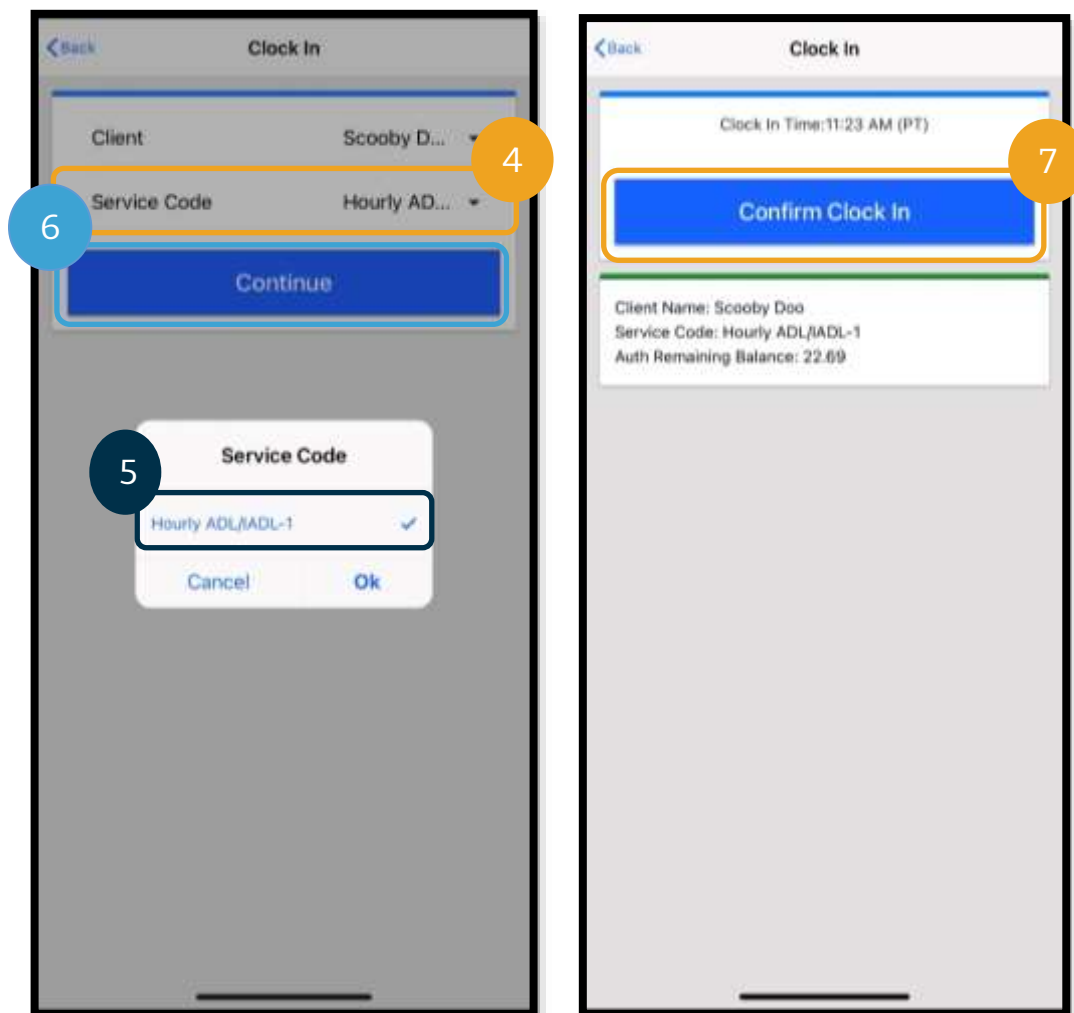 Back
Clock In
Client Scooby D...
4
Service Code Hourly AD...
6
Continue
5
Service Code
Hourly ADL/IADL-1
Cancel Ok
Back
Clock In
Clock In Time:11:23 AM (PT)
7
Confirm Clock In
Client Name: Scooby Doo
Service Code: Hourly ADL/IADL-1
Auth Remaining Balance: 22.69